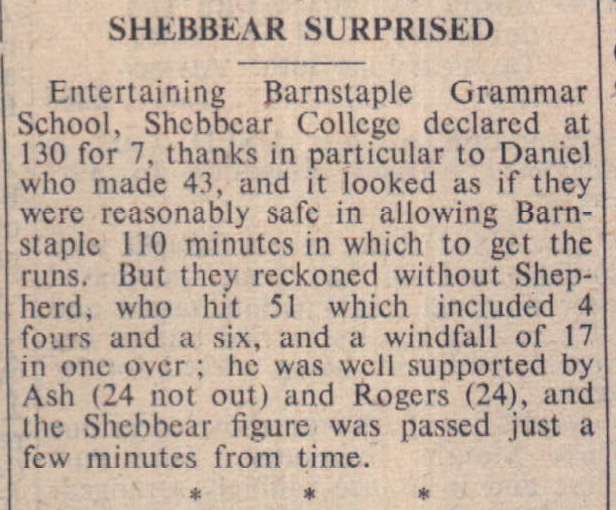 SHEBBEAR SURPRISED
Entertaining Barnstaple Grammar
School, Shebbear College declared at
130 for 7, thanks in particular to Daniel
who made 43, and it looked as if they
were reasonably safe in allowing Barn-
staple 110 minutes in which to get the
runs. But they reckoned without Shep-
herd, who hit 51 which included 4
fours and a six, and a windfall of 17
in one over ; he was well supported by
Ash (24 not out) and Rogers (24), and
the Shebbear figure was passed just a
few minutes from time.
* * *